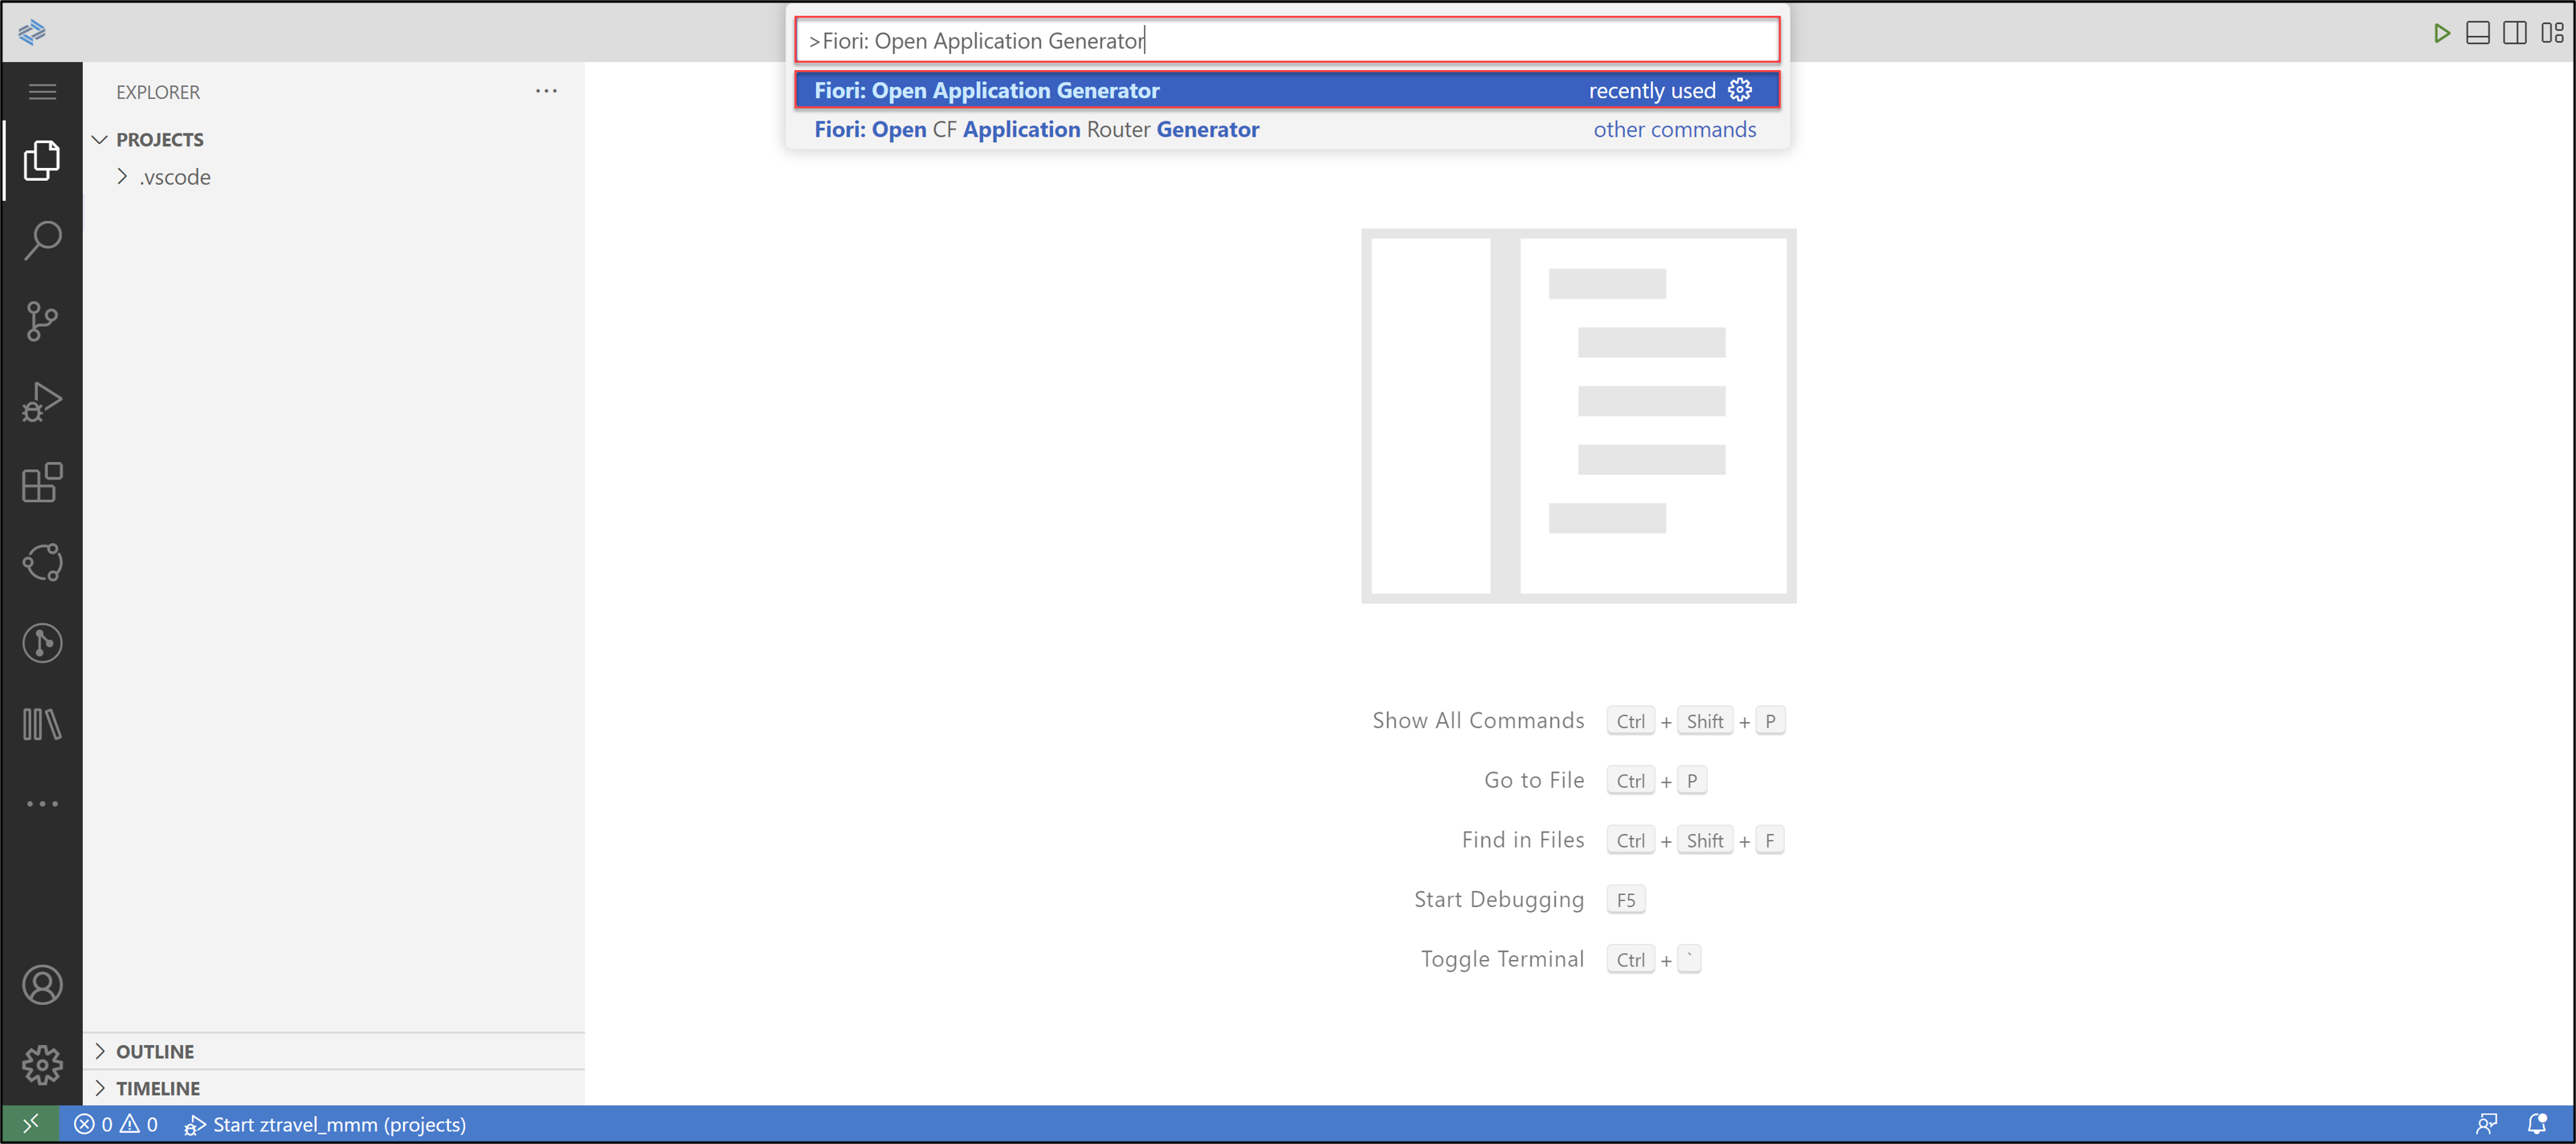 >Fiori: Open Application Generator
Fiori: Open Application Generator recently used
Fiori: Open CF Application Router Generator other commands
EXPLORER
PROJECTS
.vscode
Show All Commands Ctrl + Shift + P
Go to File Ctrl + P
Find in Files Ctrl + Shift + F
Start Debugging F5
Toggle Terminal Ctrl + `
OUTLINE
TIMELINE
0 0 Start ztravel_mmm (projects)